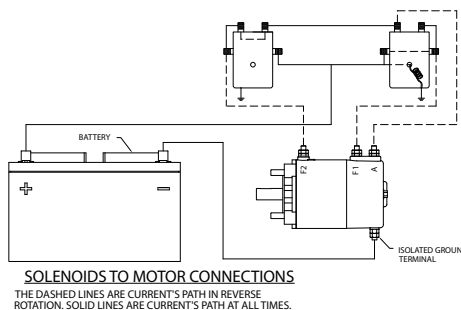 BATTERY
+
−
F2
F1
A
ISOLATED GROUN
TERMINAL
SOLENOIDS TO MOTOR CONNECTIONS
THE DASHED LINES ARE CURRENT'S PATH IN REVERSE
ROTATION. SOLID LINES ARE CURRENT'S PATH AT ALL TIMES.